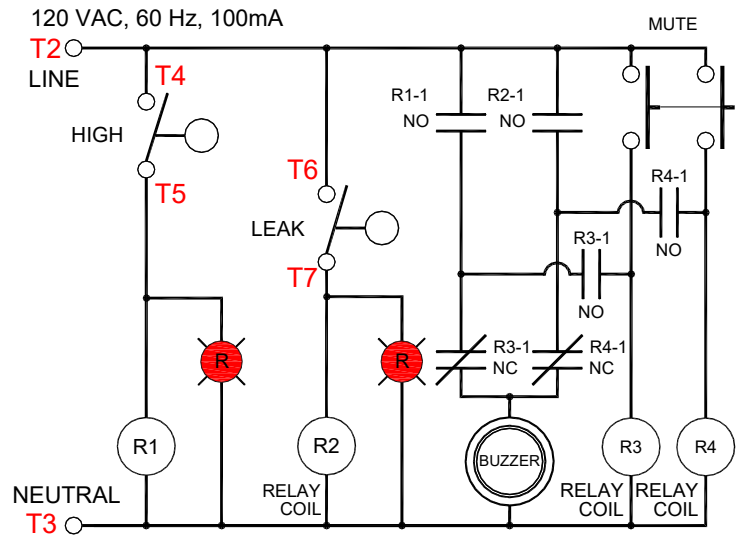 120 VAC, 60 Hz, 100mA
MUTE
T2
LINE
T4
HIGH
T5
R1-1
NO
R2-1
NO
T6
LEAK
T7
R4-1
NO
R3-1
NO
R
R
R3-1
NC
R4-1
NC
R1
R2
BUZZER
R3
R4
RELAY
COIL
RELAY
COIL
RELAY
COIL
NEUTRAL
T3